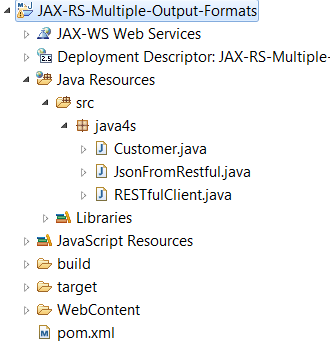 JAX-RS-Multiple-Output-Formats
JAX-WS Web Services
Deployment Descriptor: JAX-RS-Multiple-
Java Resources
src
java4s
Customer.java
JsonFromRestful.java
RESTfulClient.java
Libraries
JavaScript Resources
build
target
WebContent
pom.xml